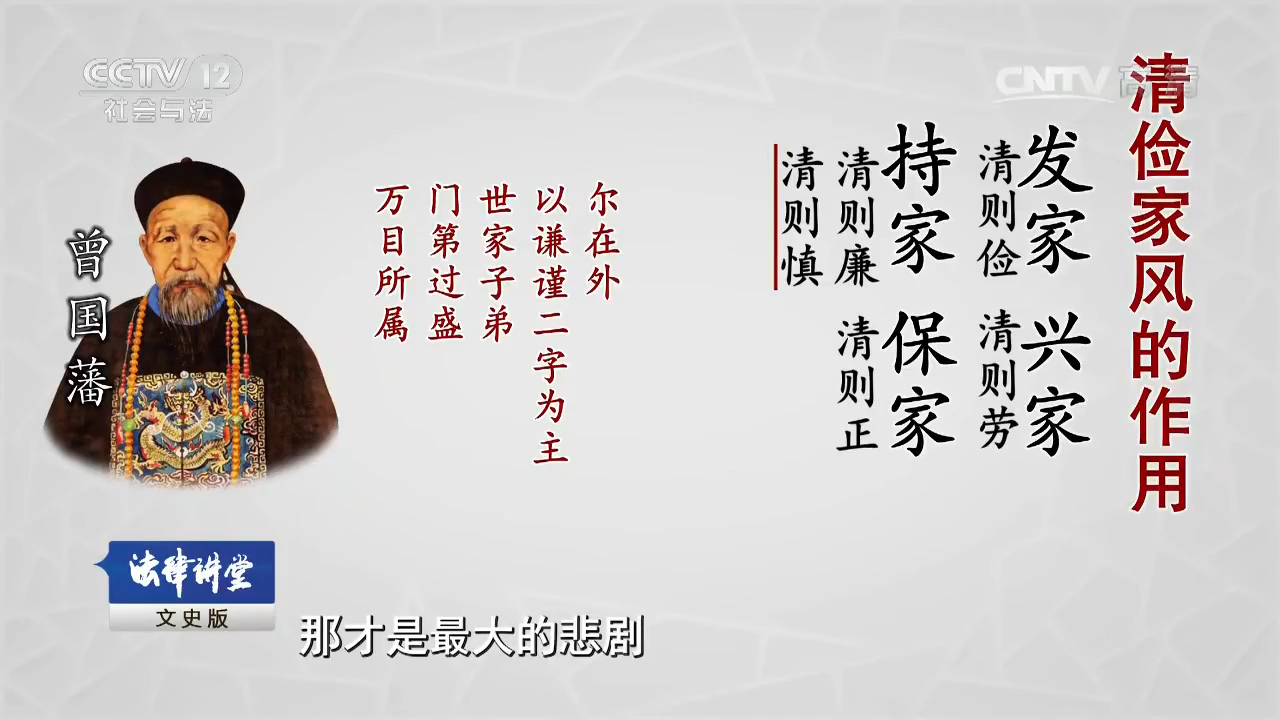 CCTV 12
社会与法
CNTV 高清
清俭家风的作用
发家
兴家
清则俭
清则劳
持家
保家
清则廉
清则正
清则慎
尔在外
以谦谨二字为主
世家子弟
门第过盛
万目所属
曾国藩
法律讲堂
文史版
那才是最大的悲剧